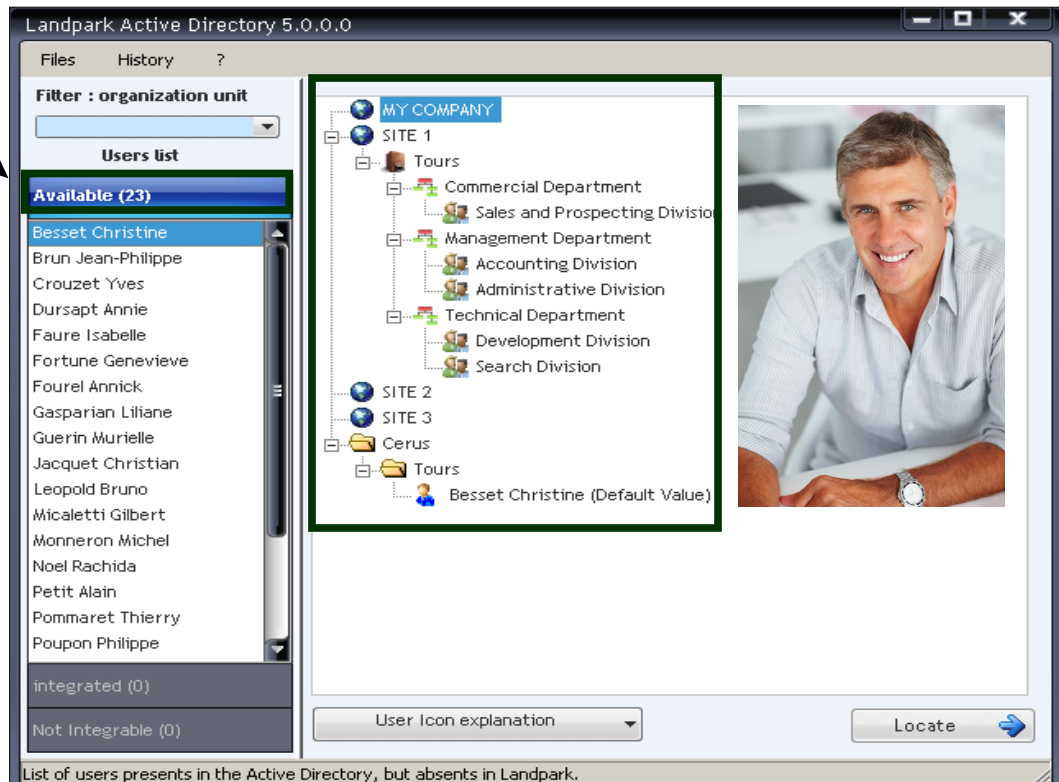 Landpark Active Directory 5.0.0.0
Files History ?
Fitter : organization unit
Users list
Available (23)
Besset Christine
Brun Jean-Philippe
Crouzet Yves
Dursapt Annie
Faure Isabelle
Fortune Genevieve
Fourel Annick
Gasparian Liliane
Guerin Murielle
Jacquet Christian
Leopold Bruno
Micaletti Gilbert
Monneron Michel
Noel Rachida
Petit Alain
Pommaret Thierry
Poupon Philippe
integrated (0)
Not Integrable (0)
MY COMPANY
SITE 1
Tours
Commercial Department
Sales and Prospecting Division
Management Department
Accounting Division
Administrative Division
Technical Department
Development Division
Search Division
SITE 2
SITE 3
Cerus
Tours
Besset Christine (Default Value)
User Icon explanation
Locate
List of users presents in the Active Directory, but absents in Landpark.